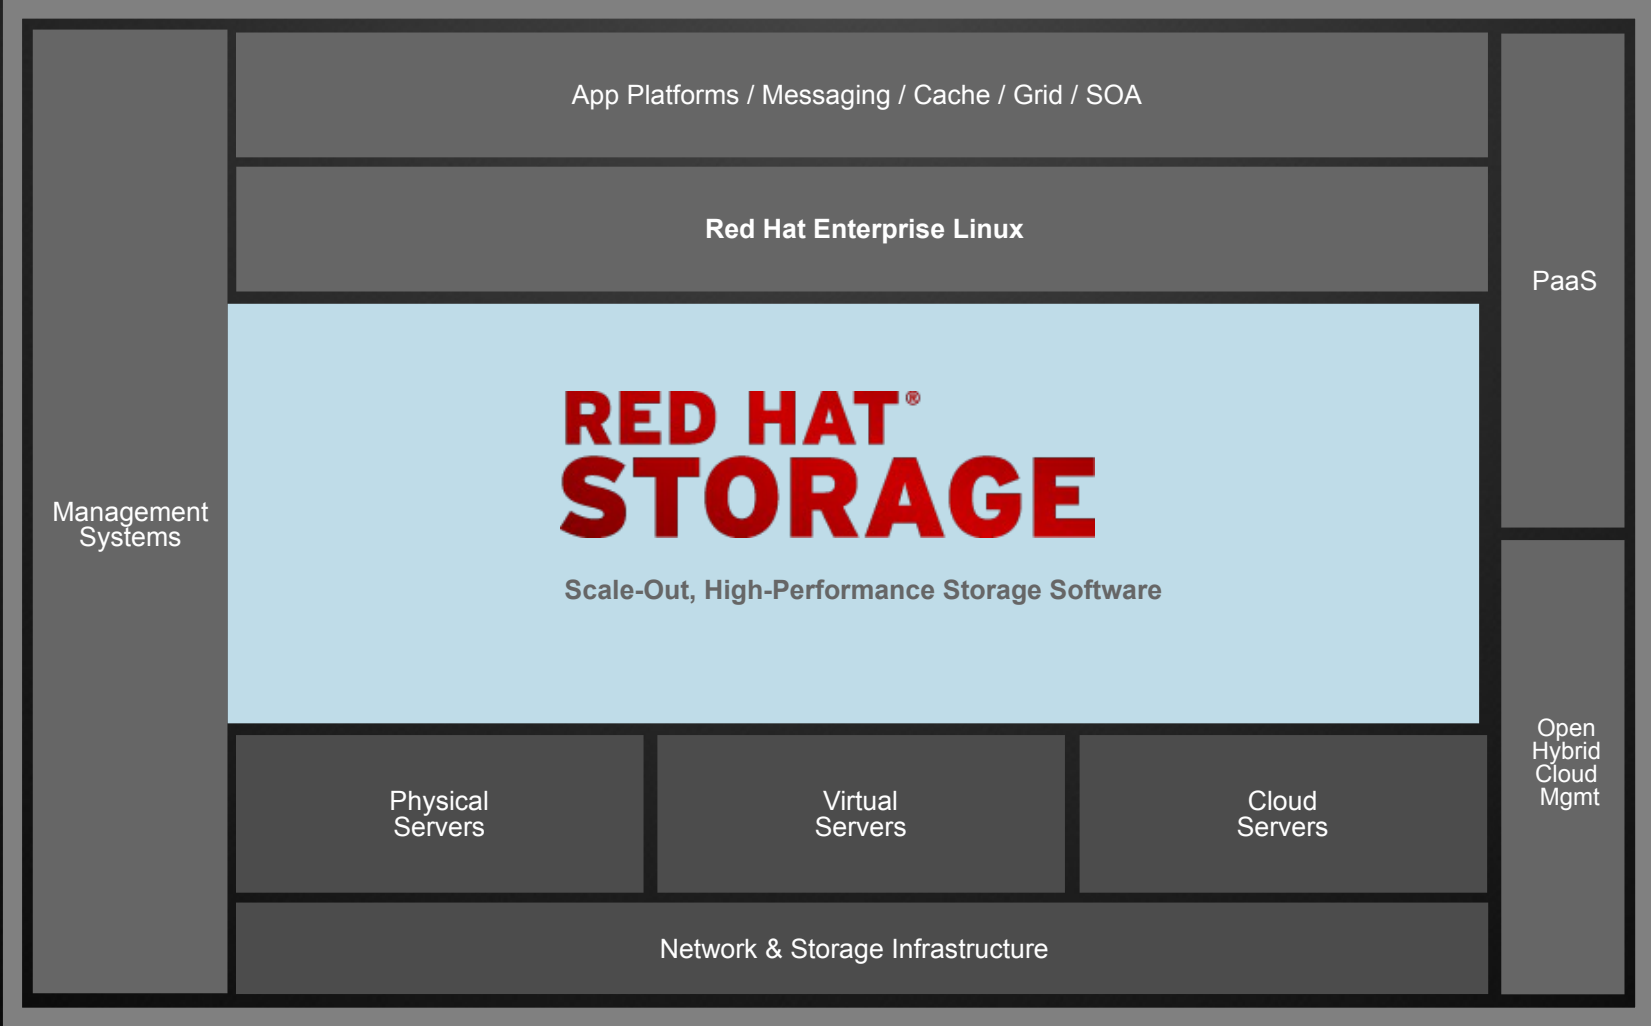 App Platforms / Messaging / Cache / Grid / SOA
Red Hat Enterprise Linux
PaaS
RED HAT®
STORAGE
Scale-Out, High-Performance Storage Software
Management
Systems
Open
Hybrid
Cloud
Mgmt
Physical
Servers
Virtual
Servers
Cloud
Servers
Network & Storage Infrastructure